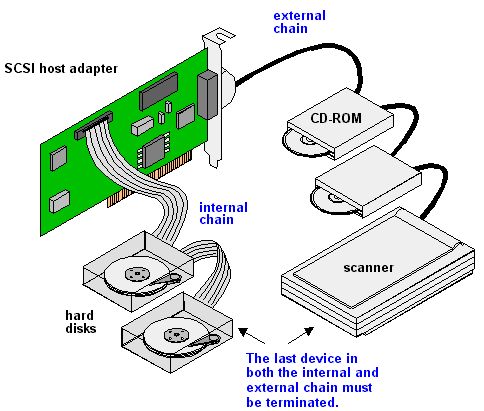 external
chain
SCSI host adapter
CD-ROM
internal
chain
scanner
hard
disks
The last device in
both the internal and
external chain must
be terminated.